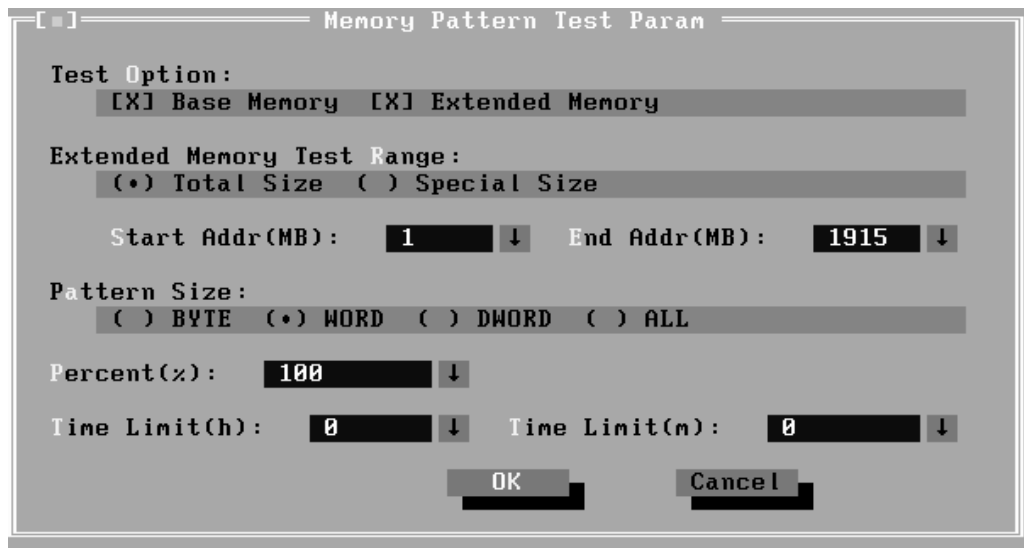 [■] Memory Pattern Test Param
Test Option:
[X] Base Memory [X] Extended Memory
Extended Memory Test Range:
(•) Total Size ( ) Special Size
Start Addr(MB): 1 ↓ End Addr(MB): 1915 ↓
Pattern Size:
( ) BYTE (•) WORD ( ) DWORD ( ) ALL
Percent(%): 100 ↓
Time Limit(h): 0 ↓ Time Limit(m): 0 ↓
OK Cancel